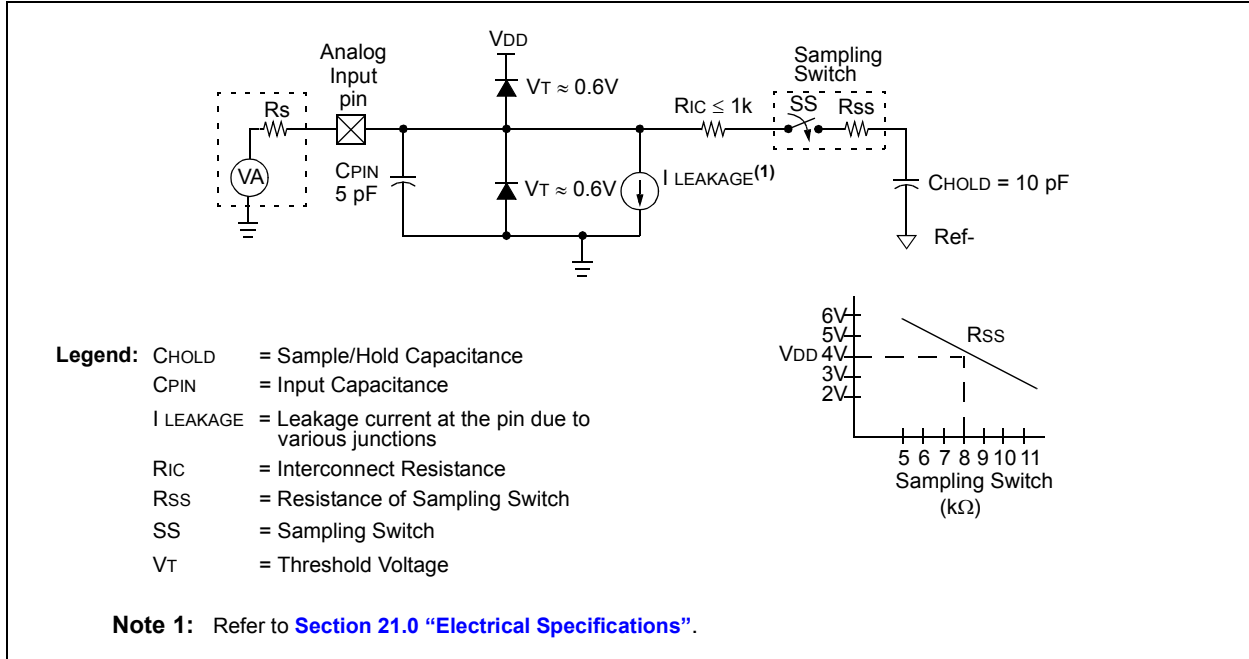 VDD
Analog
Input
pin
VT ≈ 0.6V
Sampling
Switch
Rs
RIC ≤ 1k
SS
Rss
VA
CPIN
5 pF
VT ≈ 0.6V
I LEAKAGE(1)
CHOLD = 10 pF
Ref-
6V
5V
VDD 4V
3V
2V
RSS
5 6 7 8 9 10 11
Sampling Switch
(kΩ)
Legend: CHOLD = Sample/Hold Capacitance
CPIN = Input Capacitance
I LEAKAGE = Leakage current at the pin due to
various junctions
RIC = Interconnect Resistance
RSS = Resistance of Sampling Switch
SS = Sampling Switch
VT = Threshold Voltage
Note 1: Refer to Section 21.0 “Electrical Specifications”.